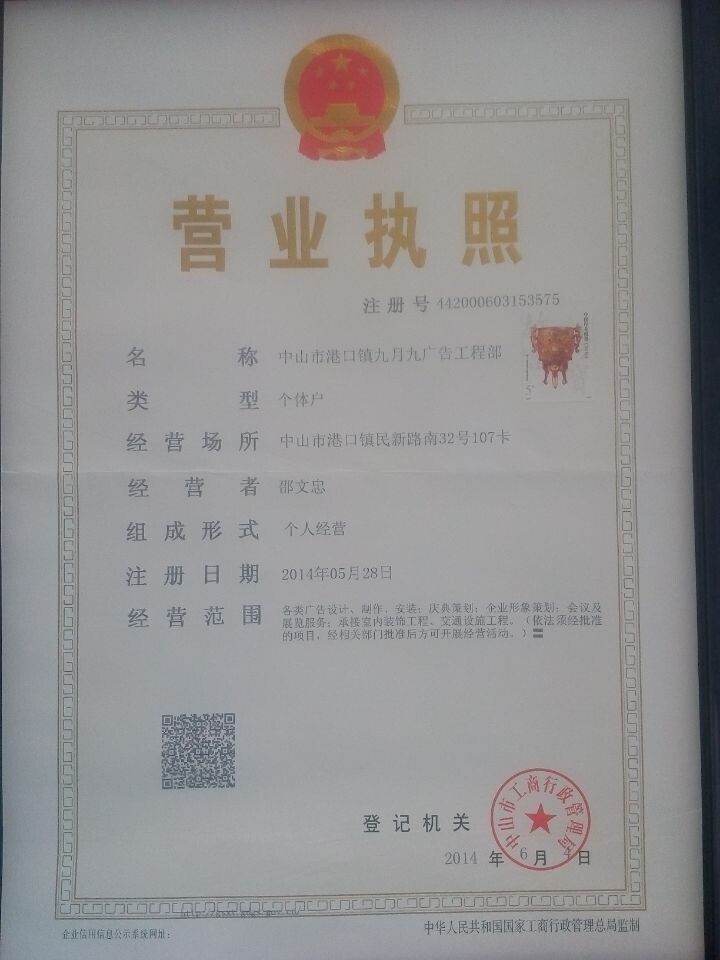 营业执照
注册号 442000603153575
名称 中山市港口镇九月九广告工程部
类型 个体户
经营场所 中山市港口镇民新路南32号107卡
经营者 邵文忠
组成形式 个人经营
注册日期 2014年05月28日
经营范围 各类广告设计、制作、安装；庆典策划；企业形象策划；会议及
展览服务；承接室内装饰工程、交通设施工程。（依法须经批准
的项目，经相关部门批准后方可开展经营活动。）〓
中山市工商行政管理局
登记机关
2014 年 6 月 4 日
企业信用信息公示系统网址：
中华人民共和国国家工商行政管理总局监制